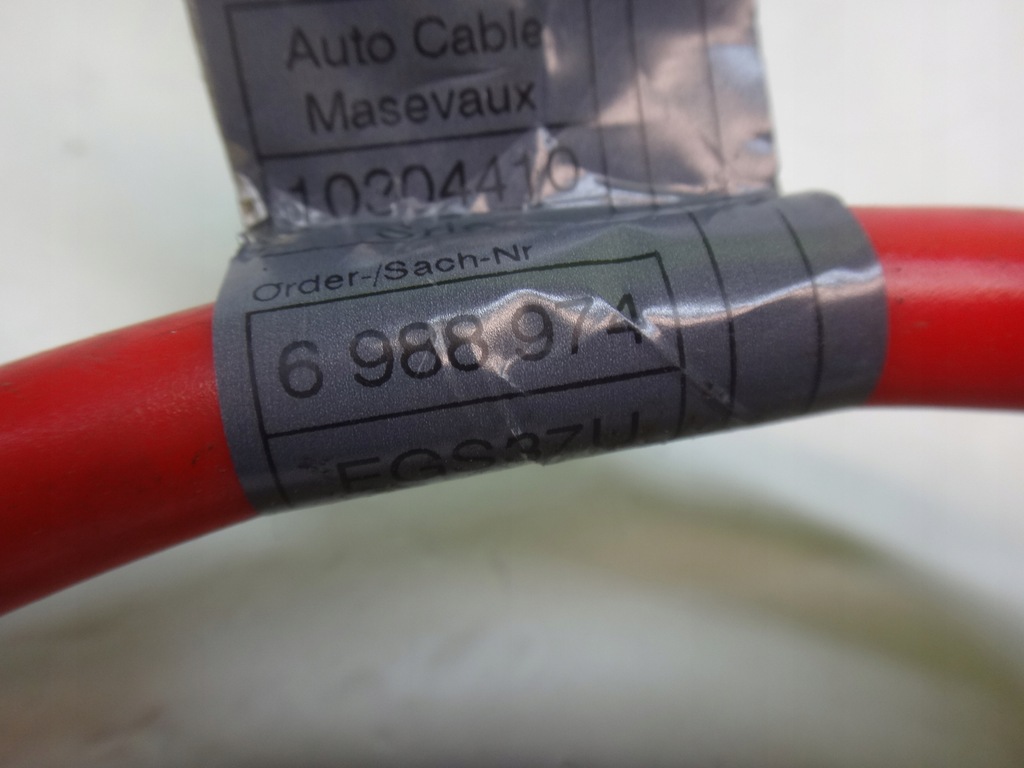 Auto Cable
Masevaux
10304410
Order-/Sach-Nr
6 988 974